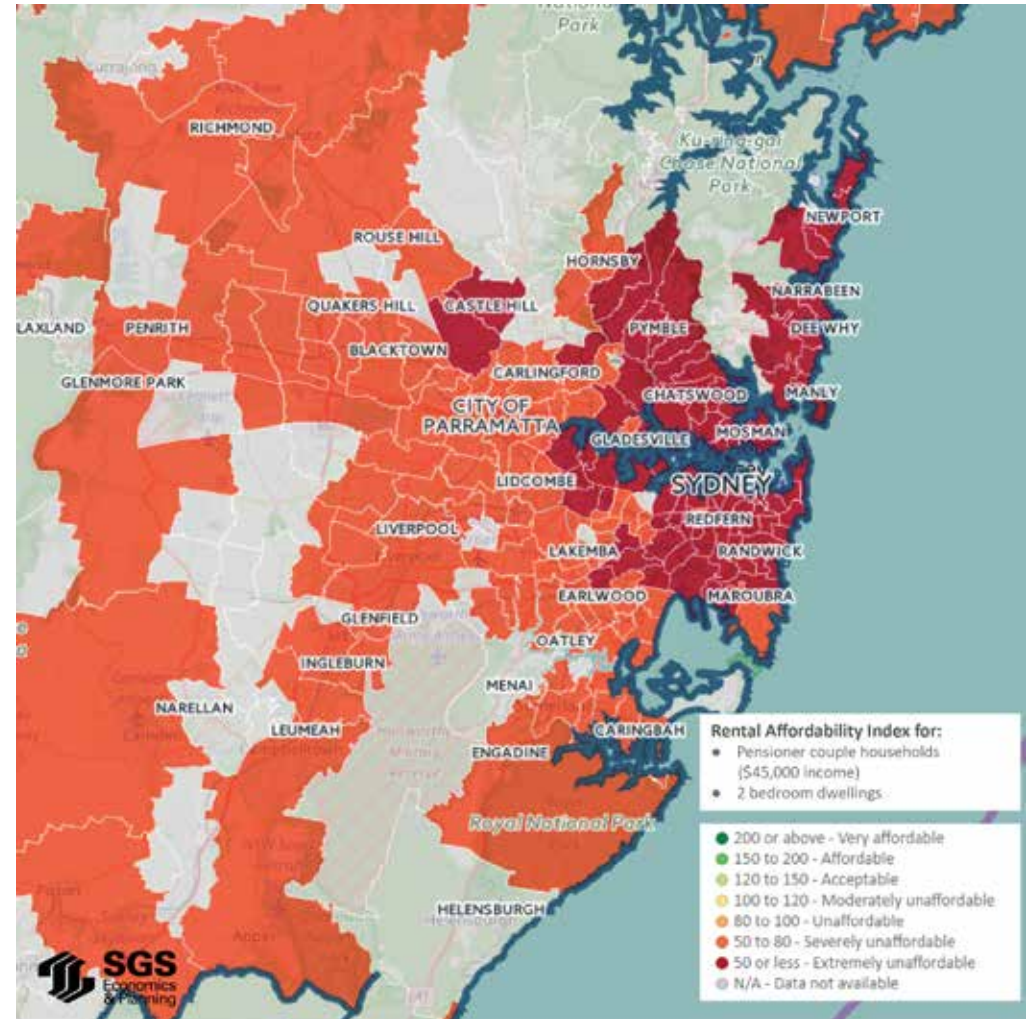 National
Park
Kurrajong
RICHMOND
Ku-ring-gai
Chase National
Park
NEWPORT
ROUSE HILL
HORNSBY
NARRABEEN
QUAKERS HILL
CASTLE HILL
LAXLAND
PENRITH
PYMBLE
DEE WHY
BLACKTOWN
CARLINGFORD
GLENMORE PARK
CHATSWOOD
MANLY
CITY OF
PARRAMATTA
MOSMAN
GLADESVILLE
LIDCOMBE
SYDNEY
REDFERN
LIVERPOOL
LAKEMBA
RANDWICK
EARLWOOD
MAROUBRA
GLENFIELD
OATLEY
INGLEBURN
MENAI
NARELLAN
LEUMEAH
CARINGBAH
ENGADINE
Royal National Park
HELENSBURGH
Rental Affordability Index for:
• Pensioner couple households
($45,000 income)
• 2 bedroom dwellings
200 or above - Very affordable
150 to 200 - Affordable
120 to 150 - Acceptable
100 to 120 - Moderately unaffordable
80 to 100 - Unaffordable
50 to 80 - Severely unaffordable
50 or less - Extremely unaffordable
N/A - Data not available
SGS
Economics
& Planning